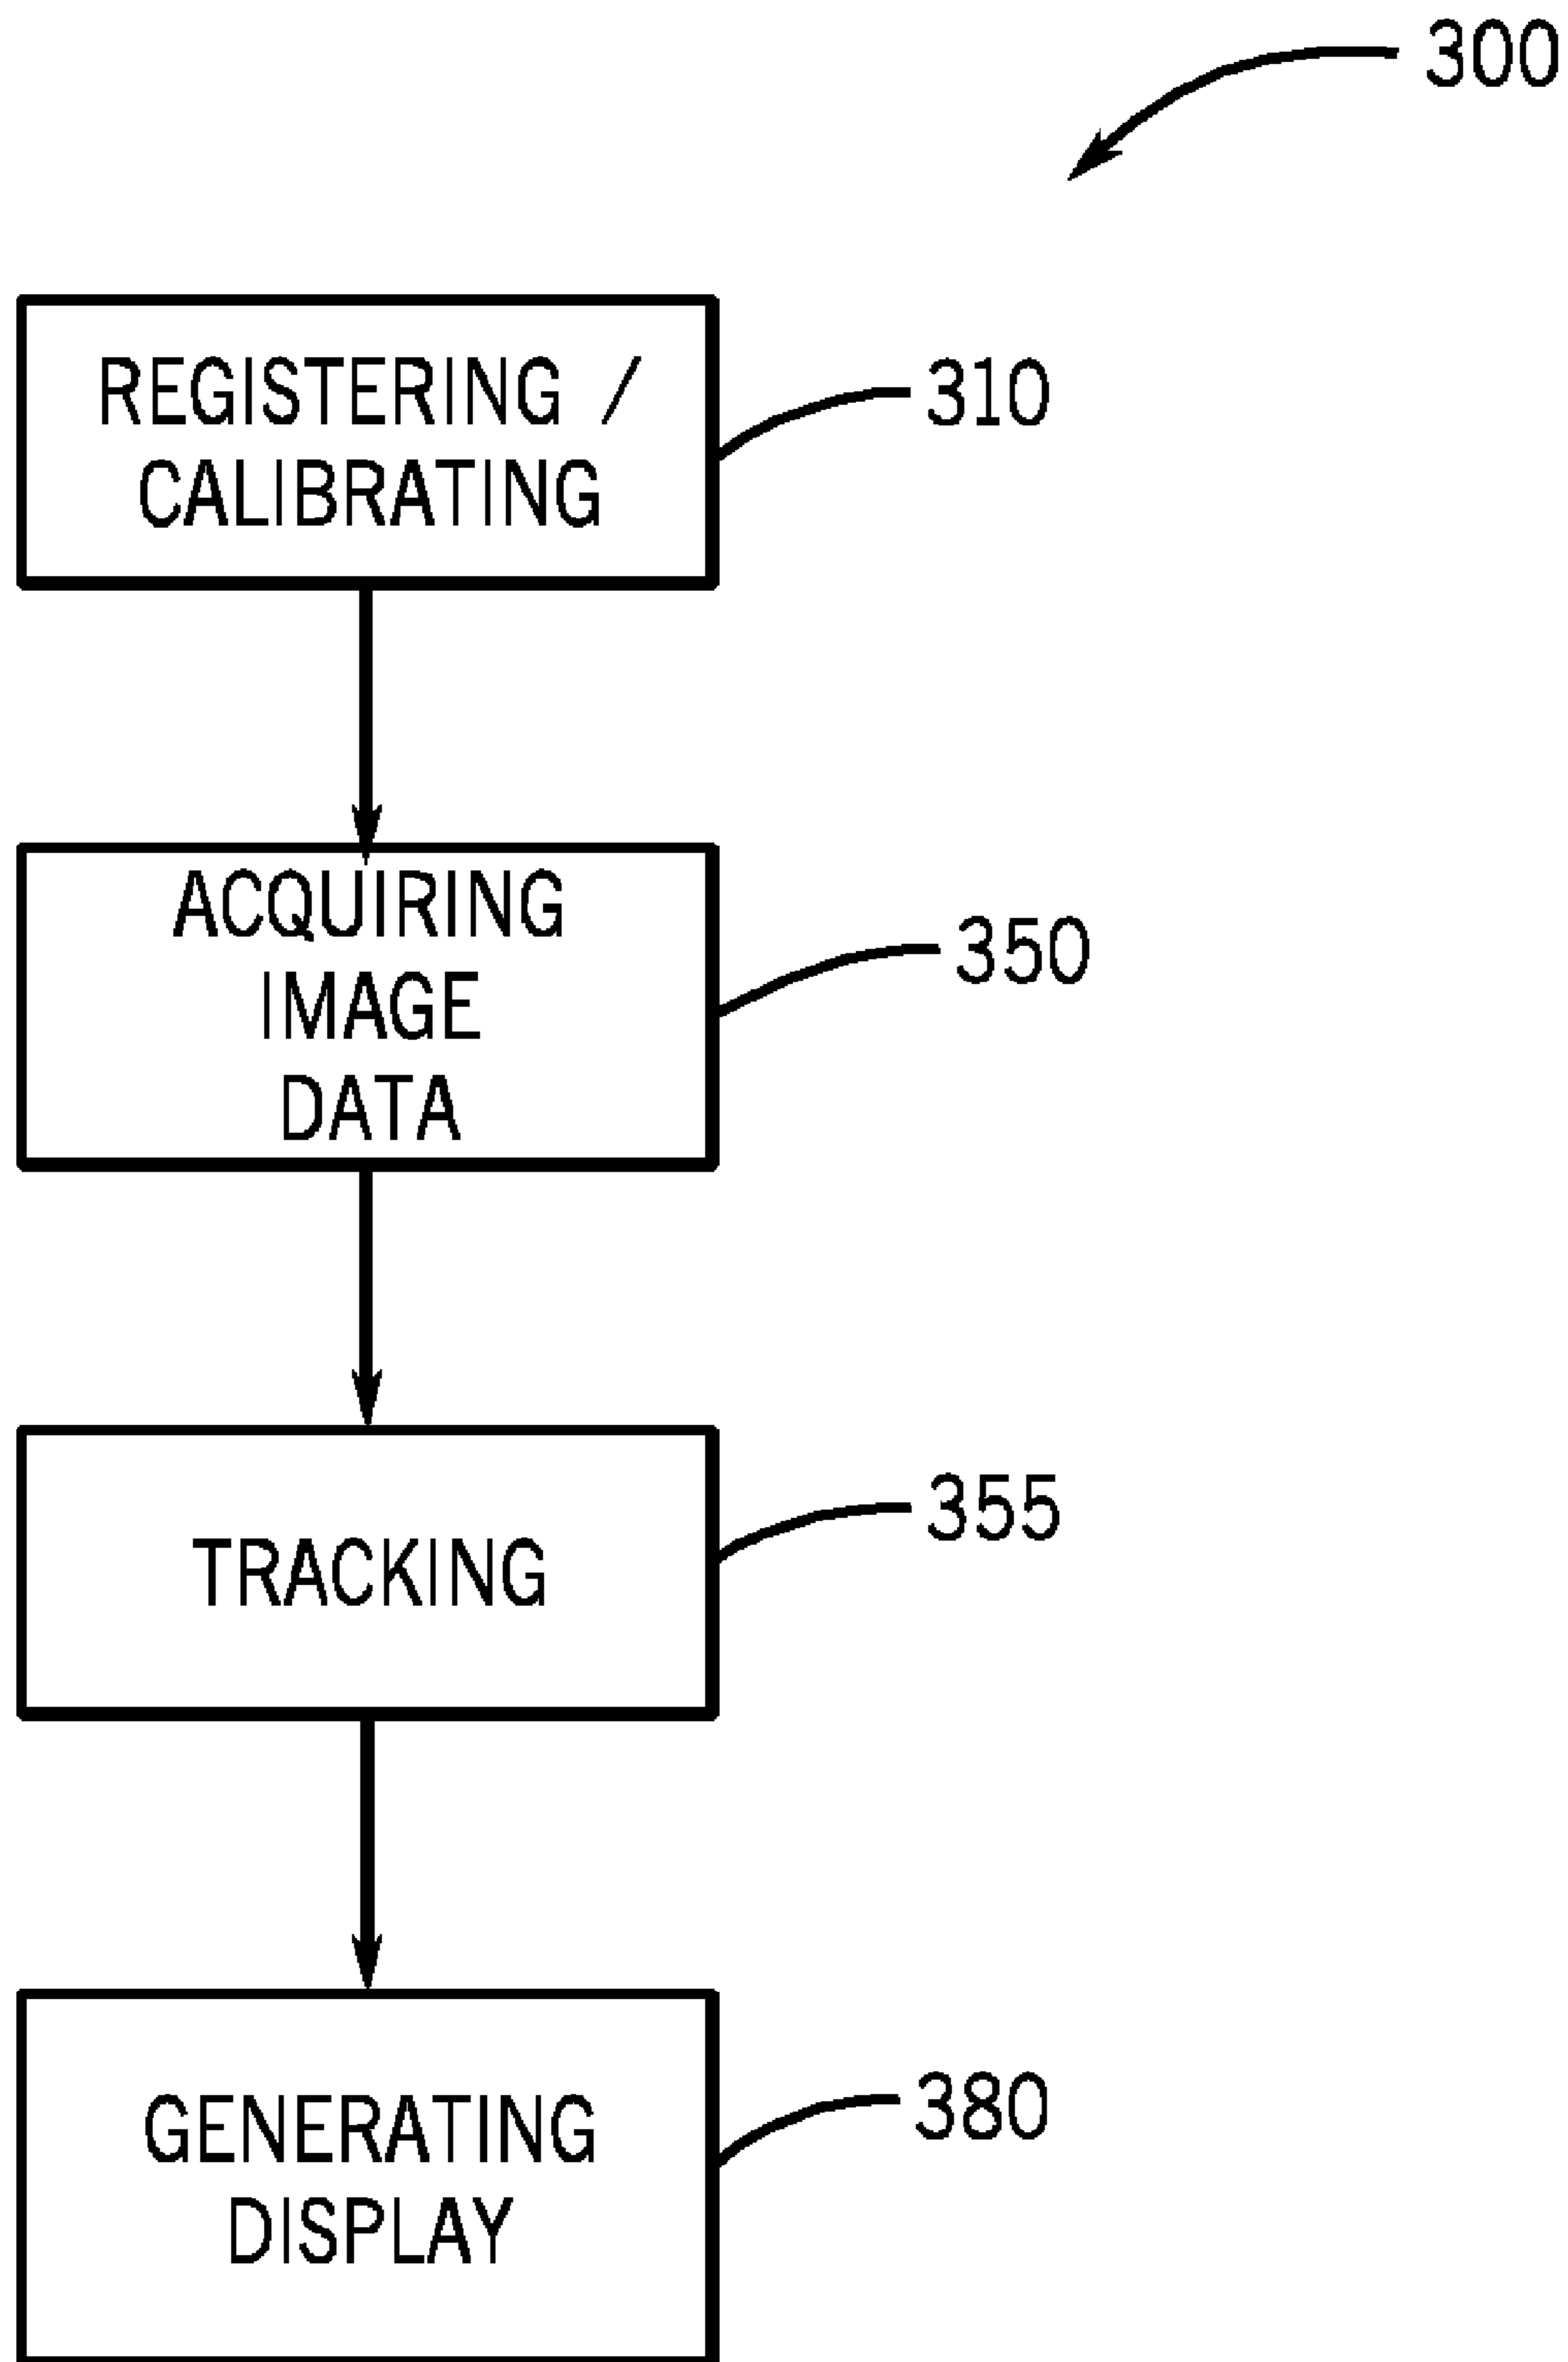 300
REGISTERING /
CALIBRATING
310
ACQUIRING
IMAGE
DATA
350
TRACKING
355
GENERATING
DISPLAY
380